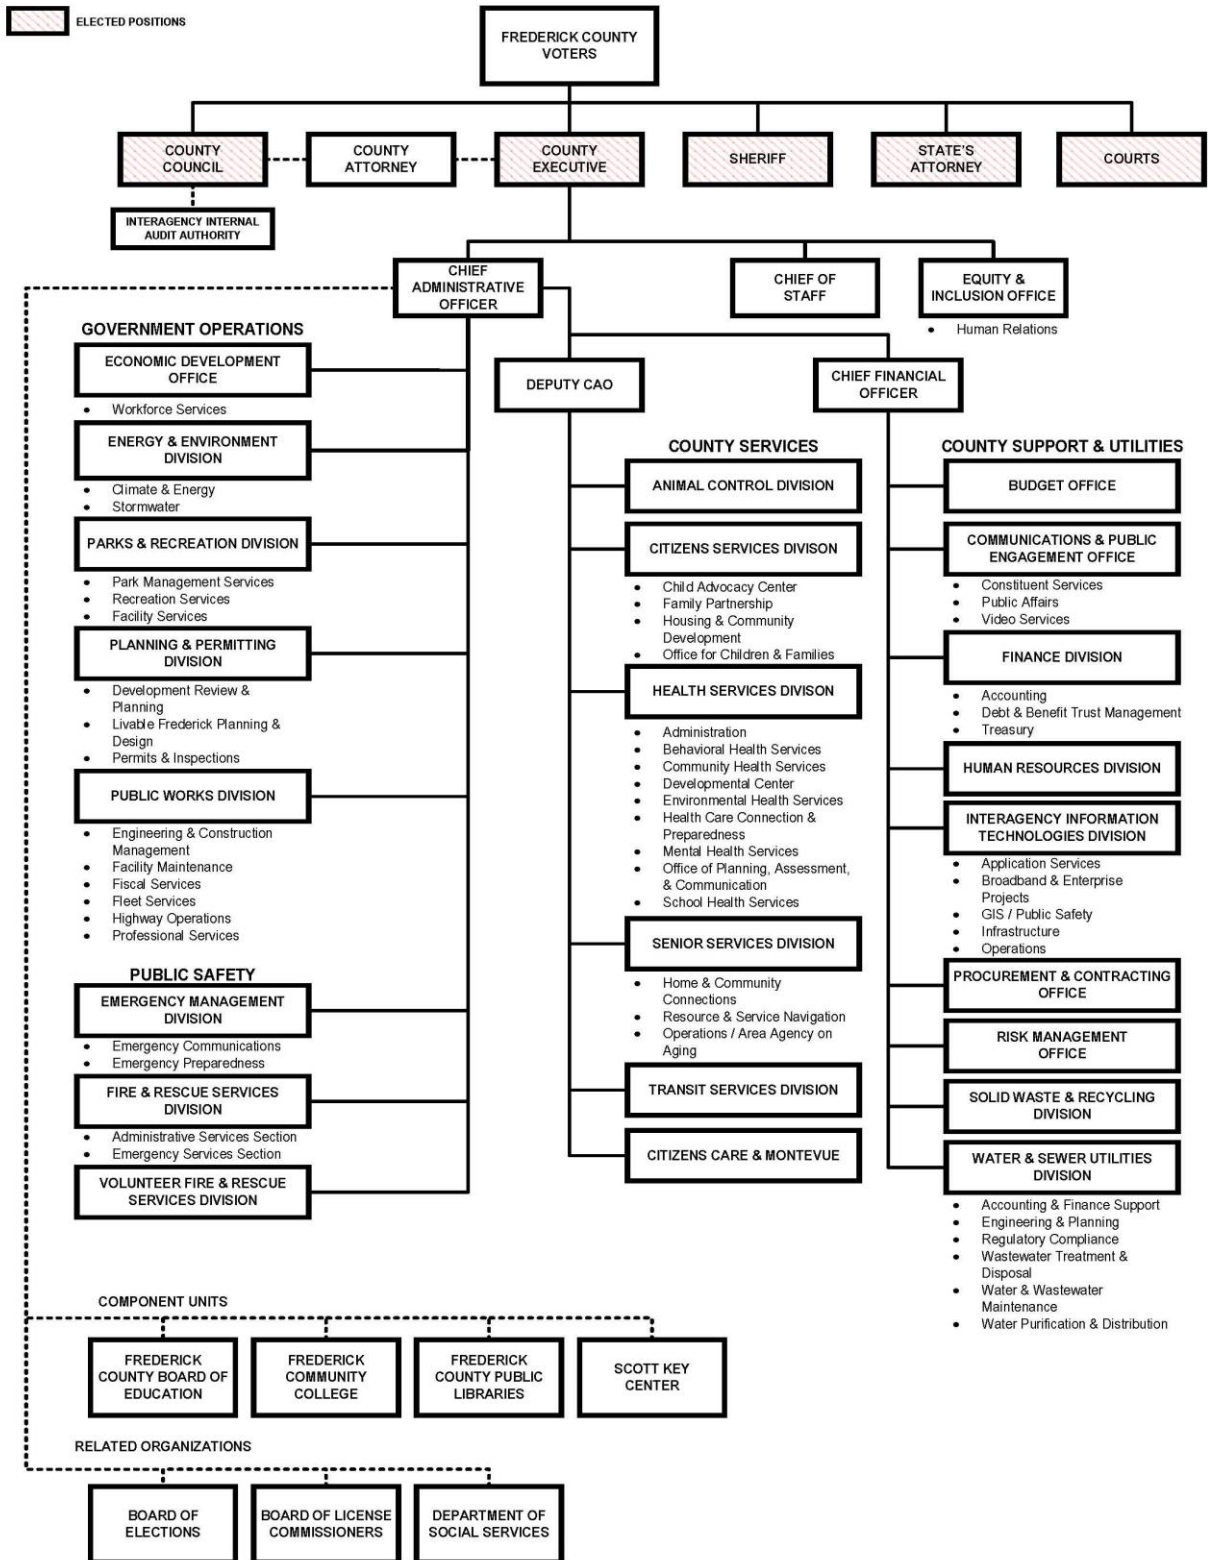 ELECTED POSITIONS
FREDERICK COUNTY
VOTERS
COUNTY
COUNCIL
COUNTY
ATTORNEY
COUNTY
EXECUTIVE
SHERIFF
STATE'S
ATTORNEY
COURTS
INTERAGENCY INTERNAL
AUDIT AUTHORITY
CHIEF
ADMINISTRATIVE
OFFICER
CHIEF OF
STAFF
EQUITY &
INCLUSION OFFICE
• Human Relations
GOVERNMENT OPERATIONS
ECONOMIC DEVELOPMENT
OFFICE
• Workforce Services
ENERGY & ENVIRONMENT
DIVISION
• Climate & Energy
• Stormwater
PARKS & RECREATION DIVISION
• Park Management Services
• Recreation Services
• Facility Services
PLANNING & PERMITTING
DIVISION
• Development Review &
Planning
• Livable Frederick Planning &
Design
• Permits & Inspections
PUBLIC WORKS DIVISION
• Engineering & Construction
Management
• Facility Maintenance
• Fiscal Services
• Fleet Services
• Highway Operations
• Professional Services
PUBLIC SAFETY
EMERGENCY MANAGEMENT
DIVISION
• Emergency Communications
• Emergency Preparedness
FIRE & RESCUE SERVICES
DIVISION
• Administrative Services Section
• Emergency Services Section
VOLUNTEER FIRE & RESCUE
SERVICES DIVISION
DEPUTY CAO
COUNTY SERVICES
ANIMAL CONTROL DIVISION
CITIZENS SERVICES DIVISON
• Child Advocacy Center
• Family Partnership
• Housing & Community
Development
• Office for Children & Families
HEALTH SERVICES DIVISON
• Administration
• Behavioral Health Services
• Community Health Services
• Developmental Center
• Environmental Health Services
• Health Care Connection &
Preparedness
• Mental Health Services
• Office of Planning, Assessment,
& Communication
• School Health Services
SENIOR SERVICES DIVISION
• Home & Community
Connections
• Resource & Service Navigation
• Operations / Area Agency on
Aging
TRANSIT SERVICES DIVISION
CITIZENS CARE & MONTEVUE
CHIEF FINANCIAL
OFFICER
COUNTY SUPPORT & UTILITIES
BUDGET OFFICE
COMMUNICATIONS & PUBLIC
ENGAGEMENT OFFICE
• Constituent Services
• Public Affairs
• Video Services
FINANCE DIVISION
• Accounting
• Debt & Benefit Trust Management
• Treasury
HUMAN RESOURCES DIVISION
INTERAGENCY INFORMATION
TECHNOLOGIES DIVISION
• Application Services
• Broadband & Enterprise
Projects
• GIS / Public Safety
• Infrastructure
• Operations
PROCUREMENT & CONTRACTING
OFFICE
RISK MANAGEMENT
OFFICE
SOLID WASTE & RECYCLING
DIVISION
WATER & SEWER UTILITIES
DIVISION
• Accounting & Finance Support
• Engineering & Planning
• Regulatory Compliance
• Wastewater Treatment &
Disposal
• Water & Wastewater
Maintenance
• Water Purification & Distribution
COMPONENT UNITS
FREDERICK
COUNTY BOARD OF
EDUCATION
FREDERICK
COMMUNITY
COLLEGE
FREDERICK
COUNTY PUBLIC
LIBRARIES
SCOTT KEY
CENTER
RELATED ORGANIZATIONS
BOARD OF
ELECTIONS
BOARD OF LICENSE
COMMISSIONERS
DEPARTMENT OF
SOCIAL SERVICES